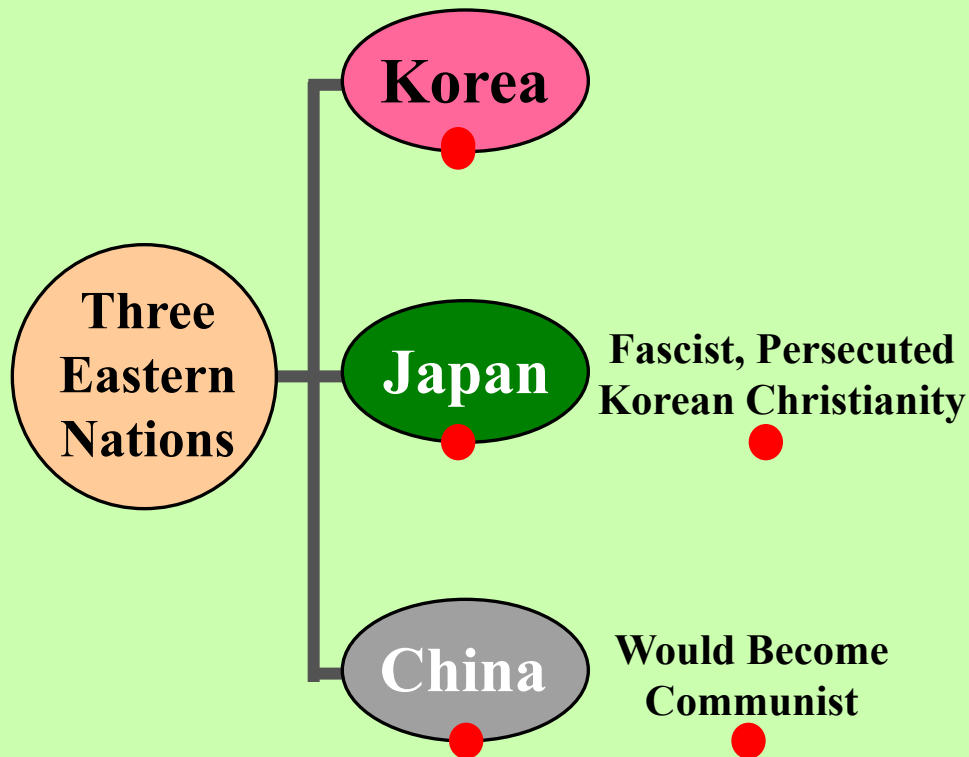 Korea
Three
Eastern
Nations
Japan
Fascist, Persecuted
Korean Christianity
China
Would Become
Communist